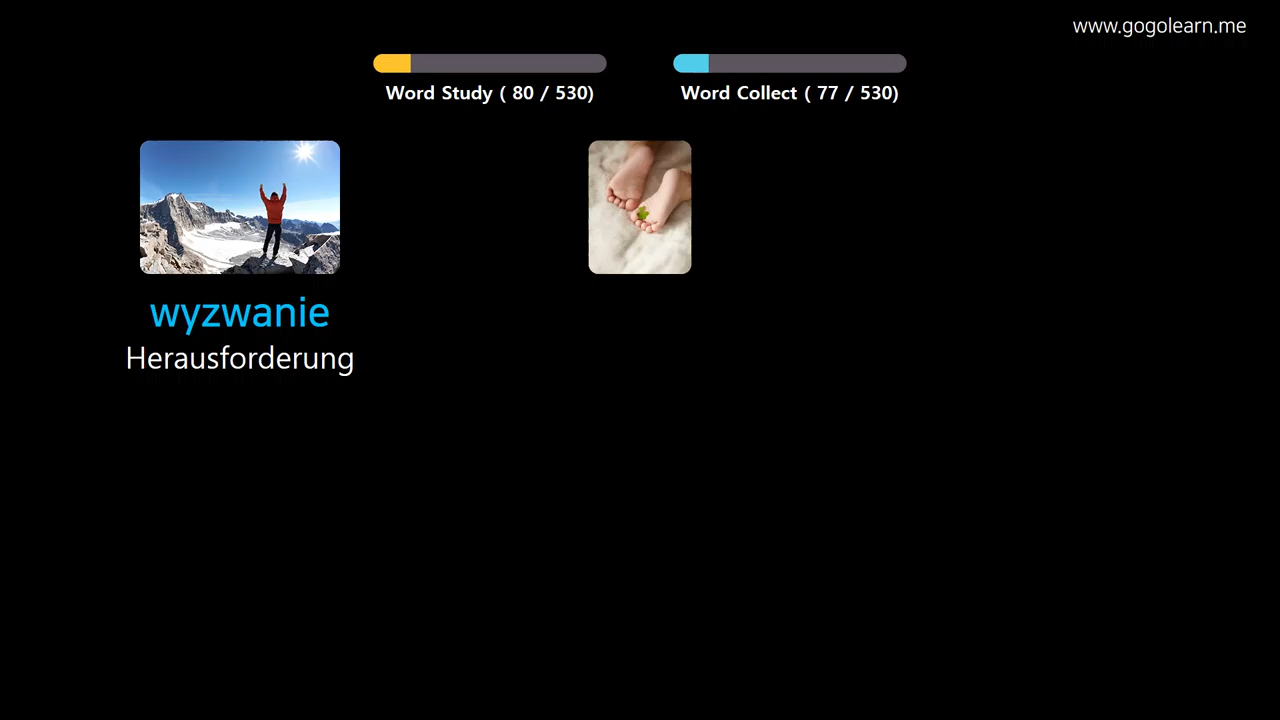 www.gogolearn.me
Word Study ( 80 / 530)
Word Collect ( 77 / 530)
wyzwanie
Herausforderung